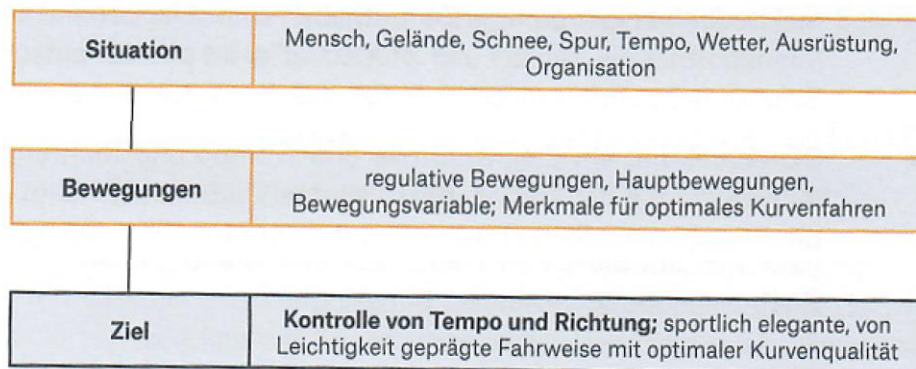 Situation
Mensch, Gelände, Schnee, Spur, Tempo, Wetter, Ausrüstung,
Organisation
Bewegungen
regulative Bewegungen, Hauptbewegungen,
Bewegungsvariable; Merkmale für optimales Kurvenfahren
Ziel
Kontrolle von Tempo und Richtung; sportlich elegante, von
Leichtigkeit geprägte Fahrweise mit optimaler Kurvenqualität